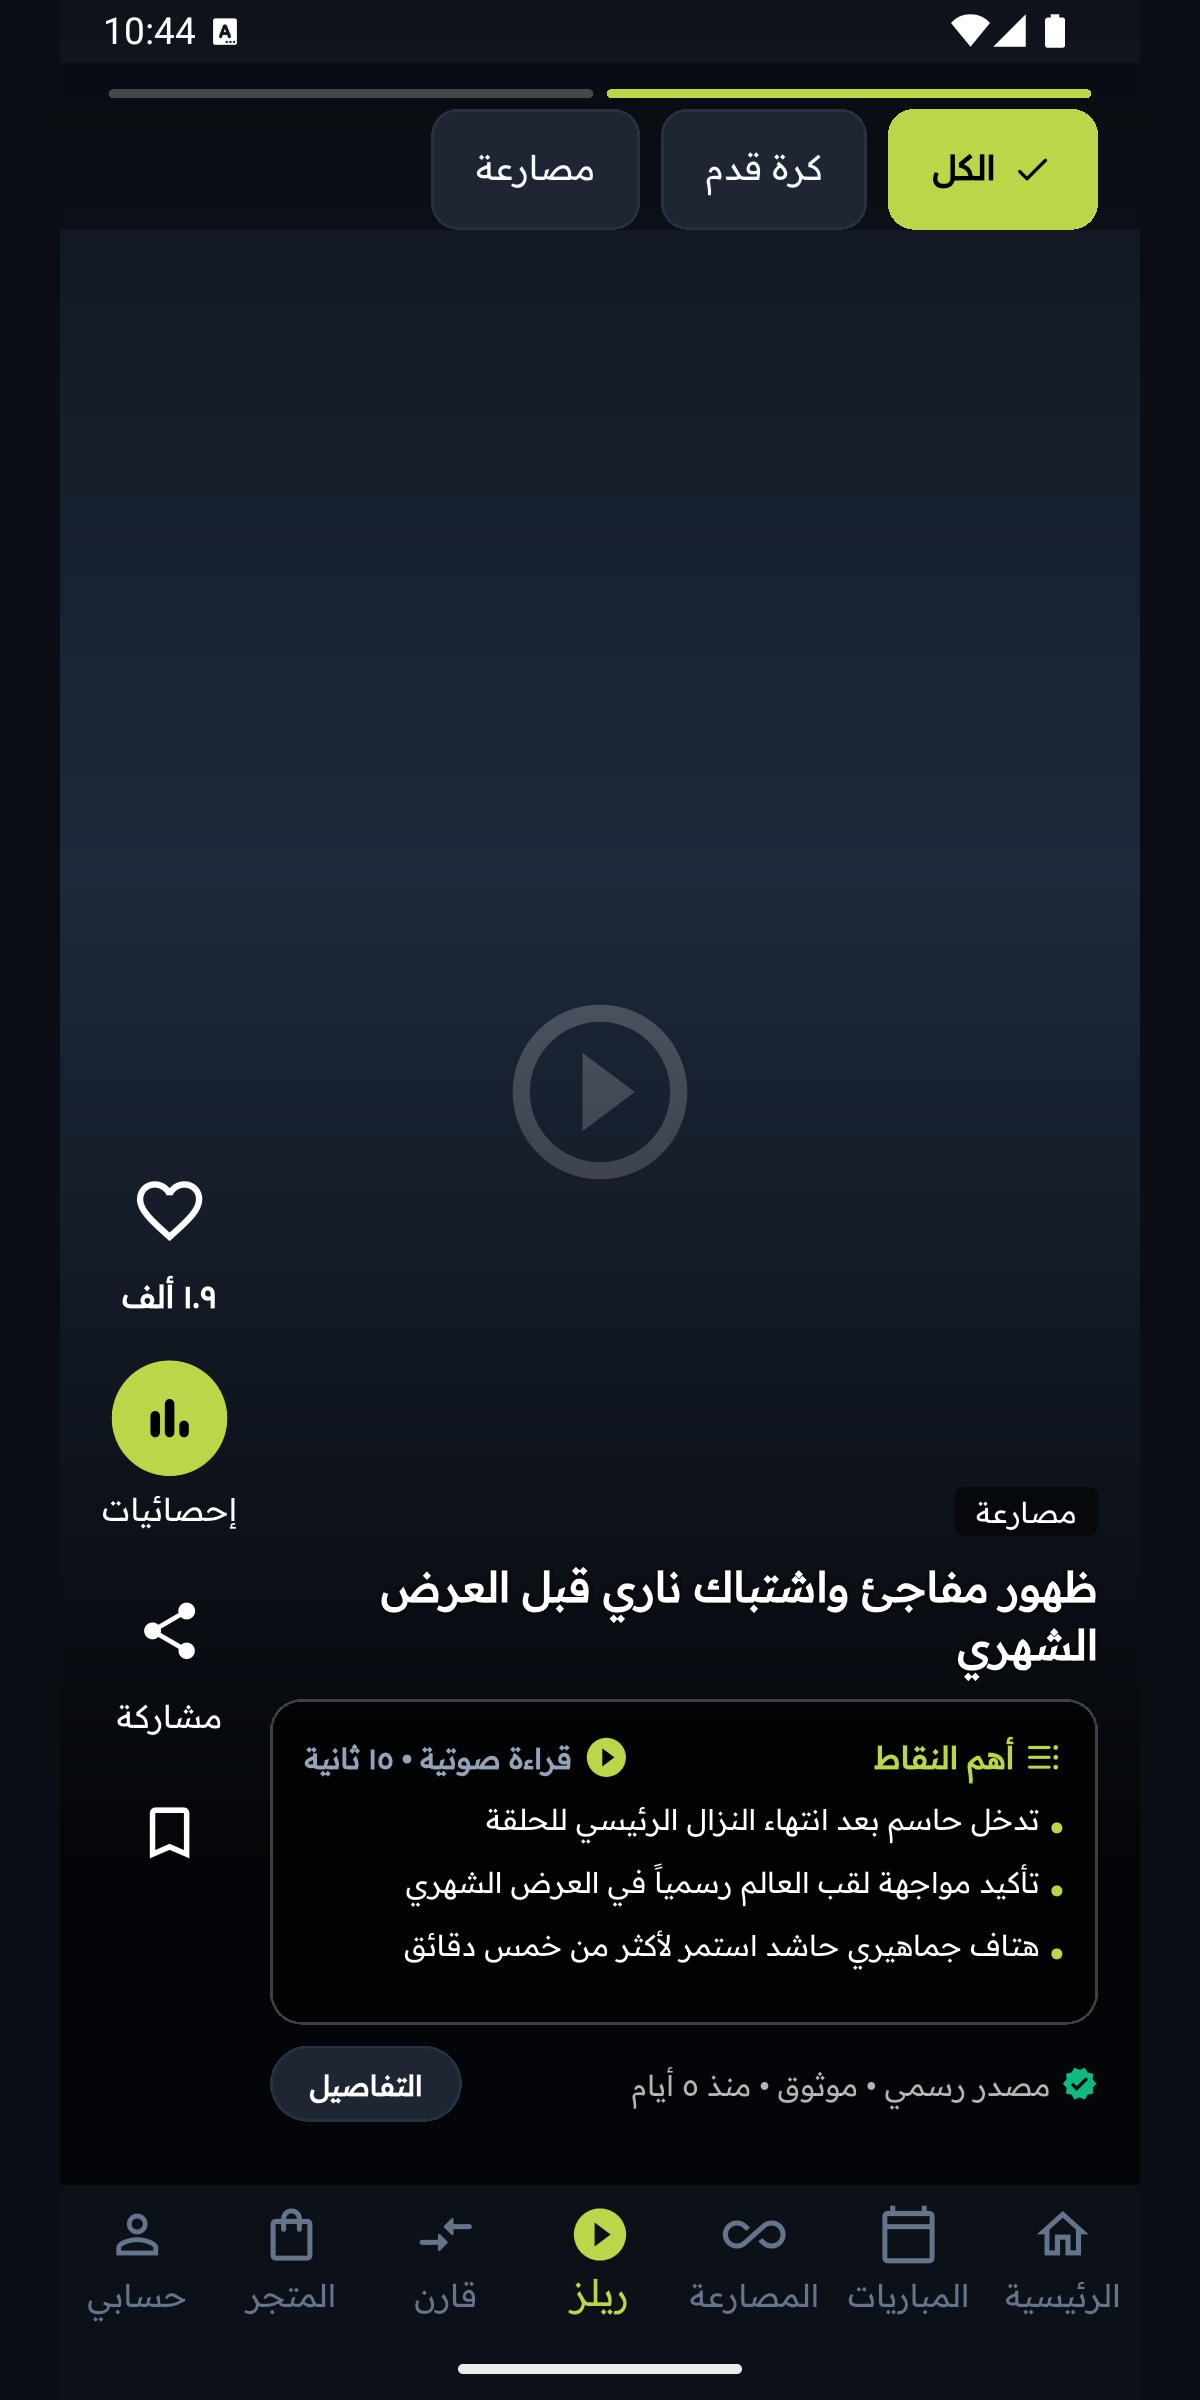 10:44
الكل
كرة قدم
مصارعة
١.٩ ألف
إحصائيات
مشاركة
مصارعة
ظهور مفاجئ واشتباك ناري قبل العرض
الشهري
أهم النقاط
قراءة صوتية • ١٥ ثانية
• تدخل حاسم بعد انتهاء النزال الرئيسي للحلقة
• تأكيد مواجهة لقب العالم رسمياً في العرض الشهري
• هتاف جماهيري حاشد استمر لأكثر من خمس دقائق
مصدر رسمي • موثوق • منذ ٥ أيام
التفاصيل
الرئيسية
المباريات
المصارعة
ريلز
قارن
المتجر
حسابي